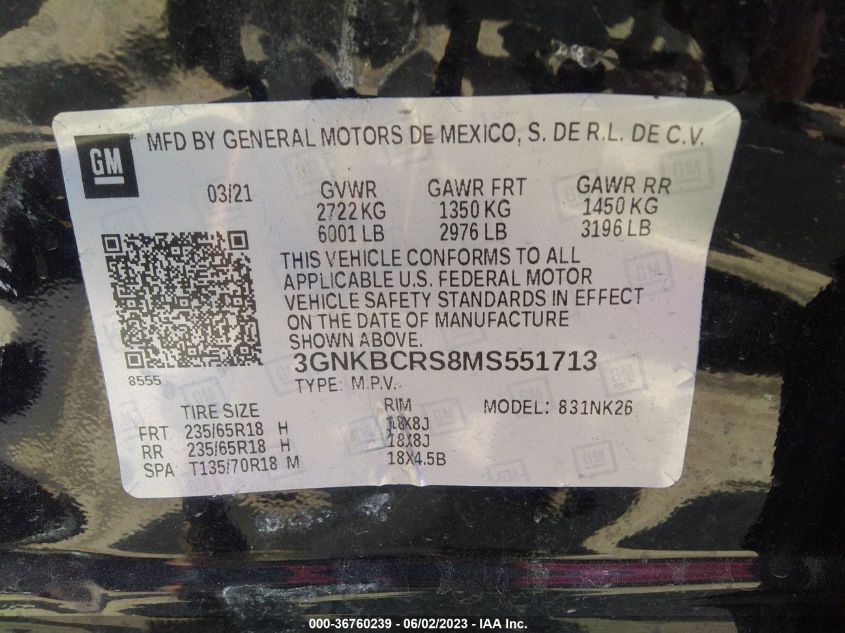 GM
MFD BY GENERAL MOTORS DE MEXICO, S. DE R.L. DE C.V.
03/21 GVWR GAWR FRT GAWR RR
2722 KG 1350 KG 1450 KG
6001 LB 2976 LB 3196 LB
THIS VEHICLE CONFORMS TO ALL
APPLICABLE U.S. FEDERAL MOTOR
VEHICLE SAFETY STANDARDS IN EFFECT
ON THE DATE OF MANUFACTURE
SHOWN ABOVE.
8555
3GNKBCRS8MS551713
TYPE: M.P.V.
TIRE SIZE RIM MODEL: 831NK26
FRT 235/65R18 H 18X8J
RR 235/65R18 H 18X8J
SPA T135/70R18 M 18X4.5B
000-36760239 - 06/02/2023 - IAA Inc.